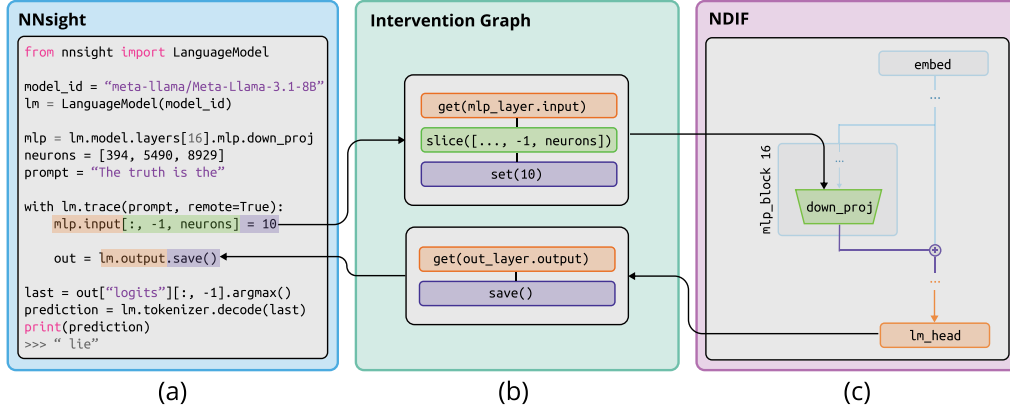 NNsight
from nnsight import LanguageModel
model_id = “meta-llama/Meta-Llama-3.1-8B”
lm = LanguageModel(model_id)
mlp = lm.model.layers[16].mlp.down_proj
neurons = [394, 5490, 8929]
prompt = “The truth is the”
with lm.trace(prompt, remote=True):
mlp.input[:, -1, neurons] = 10
out = lm.output.save()
last = out[“logits”][:, -1].argmax()
prediction = lm.tokenizer.decode(last)
print(prediction)
>>> “ lie”
(a)
Intervention Graph
get(mlp_layer.input)
slice([..., -1, neurons])
set(10)
get(out_layer.output)
save()
(b)
NDIF
embed
...
...
mlp_block 16
down_proj
...
lm_head
(c)